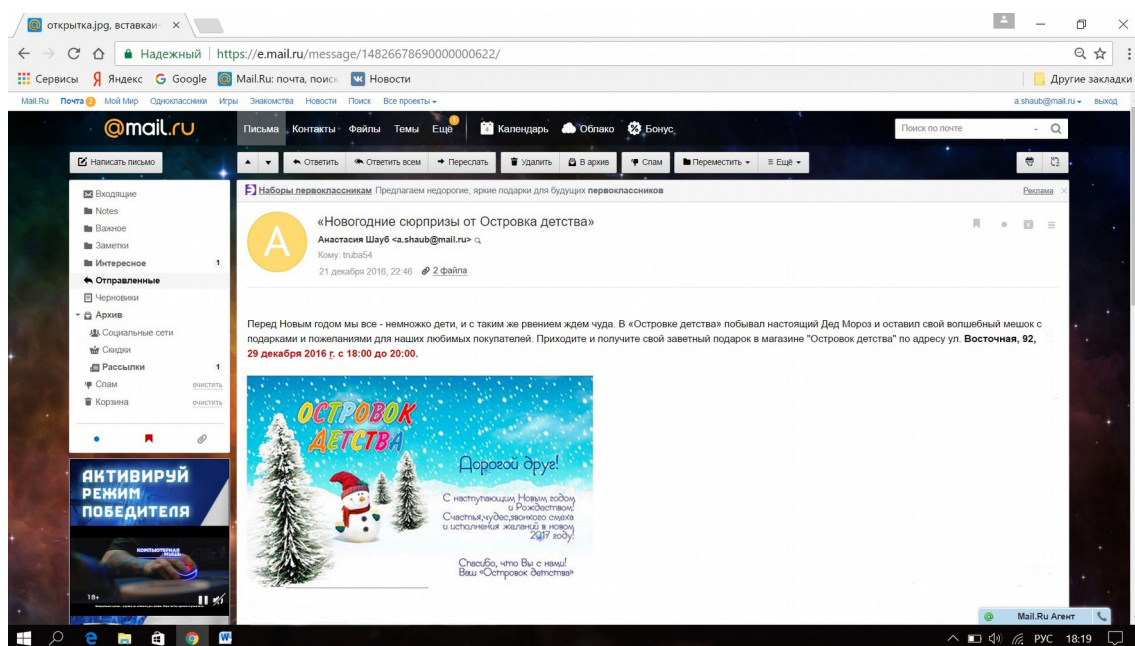 открытка.jpg, вставкаи
Надежный https://e.mail.ru/message/14826678690000000622/
Сервисы Яндекс Google Mail.Ru: почта, поиск Новости Другие закладки
Mail.Ru Почта 2 Мой Мир Одноклассники Игры Знакомства Новости Поиск Все проекты a.shaub@mail.ru выход
@mail.ru Письма Контакты Файлы Темы Ещё Календарь Облако Бонус Поиск по почте
Написать письмо Ответить Ответить всем Переслать Удалить В архив Спам Переместить Ещё
Наборы первоклассникам Предлагаем недорогие, яркие подарки для будущих первоклассников Реклама
Входящие
Notes
Важное
Заметки
Интересное 1
Отправленные
Черновики
Архив
Социальные сети
Скидки
Рассылки 1
Спам очистить
Корзина очистить
А
«Новогодние сюрпризы от Островка детства»
Анастасия Шауб <a.shaub@mail.ru>
Кому: truba54
21 декабря 2016, 22:46 2 файла
Перед Новым годом мы все - немножко дети, и с таким же рвением ждем чуда. В «Островке детства» побывал настоящий Дед Мороз и оставил свой волшебный мешок с
подарками и пожеланиями для наших любимых покупателей. Приходите и получите свой заветный подарок в магазине "Островок детства" по адресу ул. Восточная, 92,
29 декабря 2016 г. с 18:00 до 20:00.
ОСТРОВОК
ДЕТСТВА
Дорогой друг!
С наступающим Новым годом
и Рождеством!
Счастья,чудес,звонкого смеха
и исполнения желаний в новом
2017 году!
Спасибо, что Вы с нами!
Ваш «Островок детства»
АКТИВИРУЙ
РЕЖИМ
ПОБЕДИТЕЛЯ
КОМПЬЮТЕРНАЯ
МЫШЬ
18+
Mail.Ru Агент
РУС 18:19